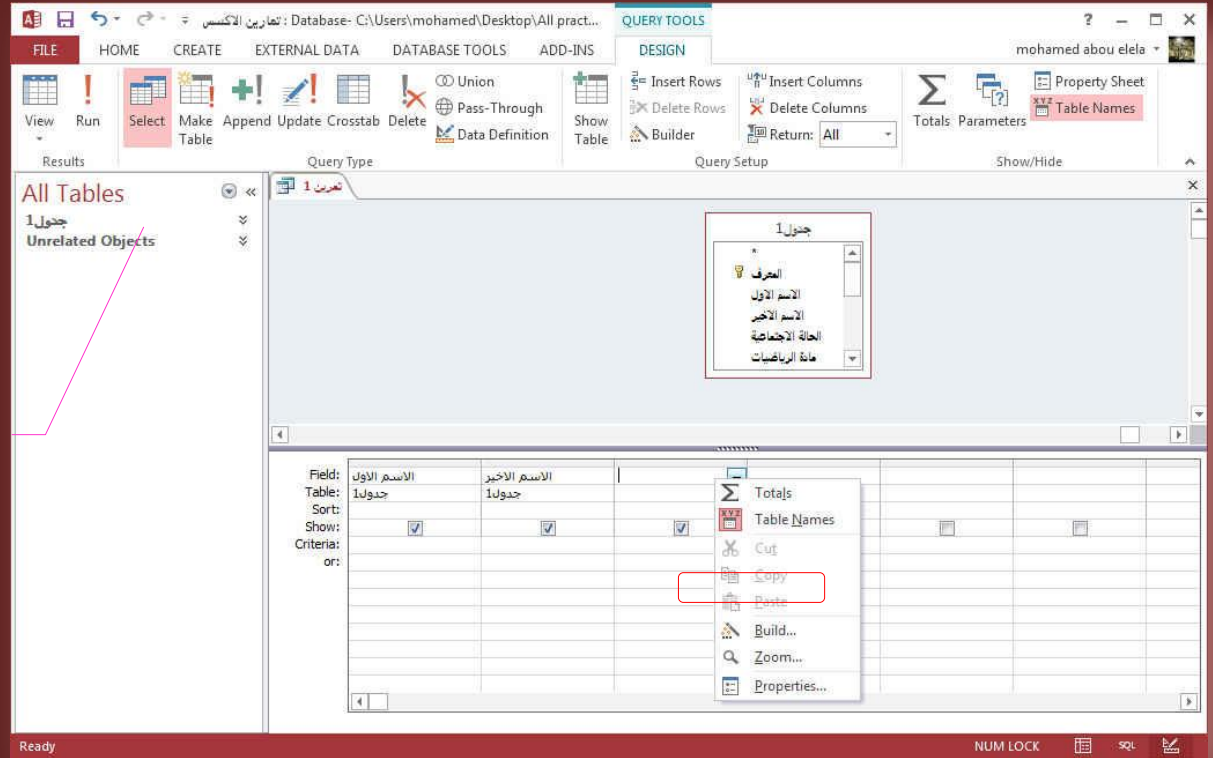 تمارين الاكسس : Database- C:\Users\mohamed\Desktop\All pract...
QUERY TOOLS
?
FILE HOME CREATE EXTERNAL DATA DATABASE TOOLS ADD-INS DESIGN
mohamed abou elela
View
Run
Select
Make Table
Append
Update
Crosstab
Delete
Union
Pass-Through
Data Definition
Show Table
Insert Rows
Delete Rows
Builder
Insert Columns
Delete Columns
Return: All
Totals
Parameters
Property Sheet
Table Names
Results
Query Type
Query Setup
Show/Hide
All Tables
جدول1
Unrelated Objects
تمرين 1
جدول1
*
المعرف
الاسم الاول
الاسم الاخير
الحالة الاجتماعية
مادة الرياضيات
Field: الاسم الاول الاسم الاخير
Table: جدول1 جدول1
Sort:
Show:
Criteria:
or:
Totals
Table Names
Cut
Copy
Paste
Build...
Zoom...
Properties...
Ready
NUM LOCK
SQL